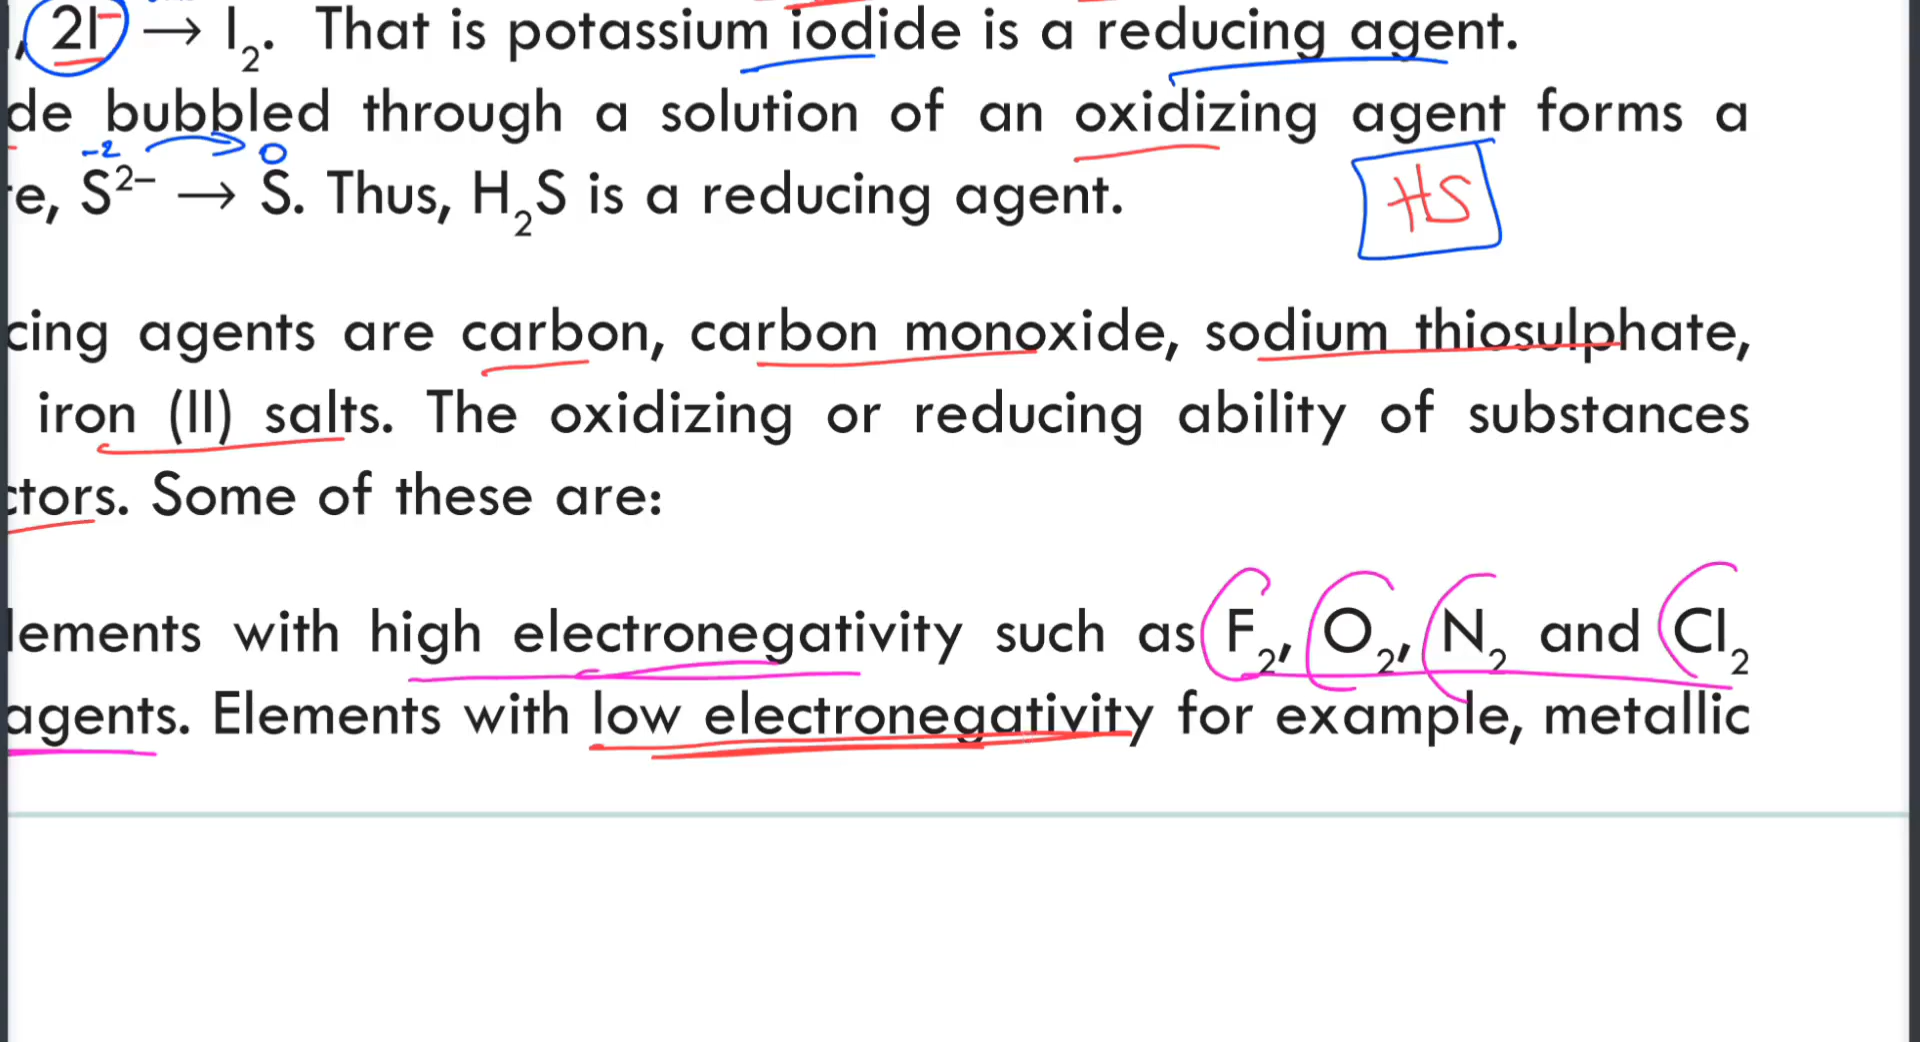 , 2I⁻ → I₂. That is potassium iodide is a reducing agent.
de bubbled through a solution of an oxidizing agent forms a
-2 0
e, S²⁻ → S. Thus, H₂S is a reducing agent. HS
cing agents are carbon, carbon monoxide, sodium thiosulphate,
iron (II) salts. The oxidizing or reducing ability of substances
ctors. Some of these are:
lements with high electronegativity such as F₂, O₂, N₂ and Cl₂
agents. Elements with low electronegativity for example, metallic